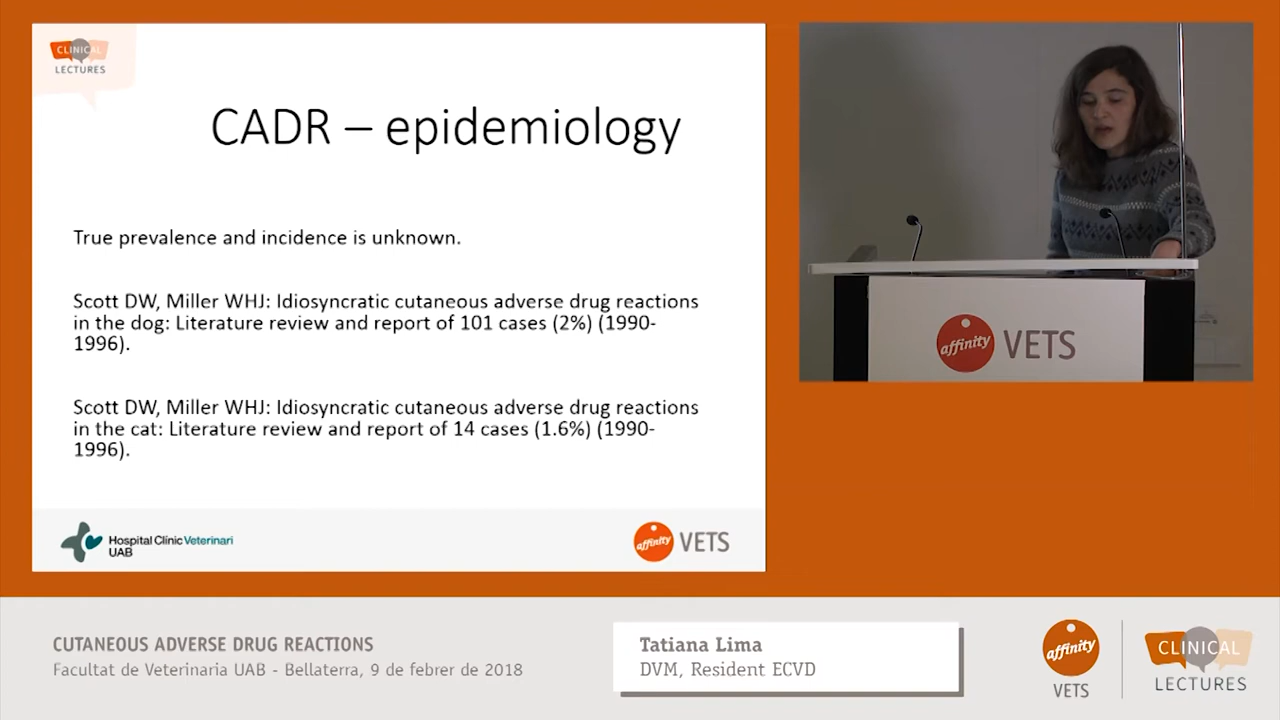 CLINICAL
LECTURES
CADR – epidemiology
True prevalence and incidence is unknown.
Scott DW, Miller WHJ: Idiosyncratic cutaneous adverse drug reactions
in the dog: Literature review and report of 101 cases (2%) (1990-
1996).
Scott DW, Miller WHJ: Idiosyncratic cutaneous adverse drug reactions
in the cat: Literature review and report of 14 cases (1.6%) (1990-
1996).
Hospital Clínic Veterinari
UAB
affinity VETS
affinity VETS
CUTANEOUS ADVERSE DRUG REACTIONS
Facultat de Veterinaria UAB - Bellaterra, 9 de febrer de 2018
Tatiana Lima
DVM, Resident ECVD
affinity
VETS
CLINICAL
LECTURES